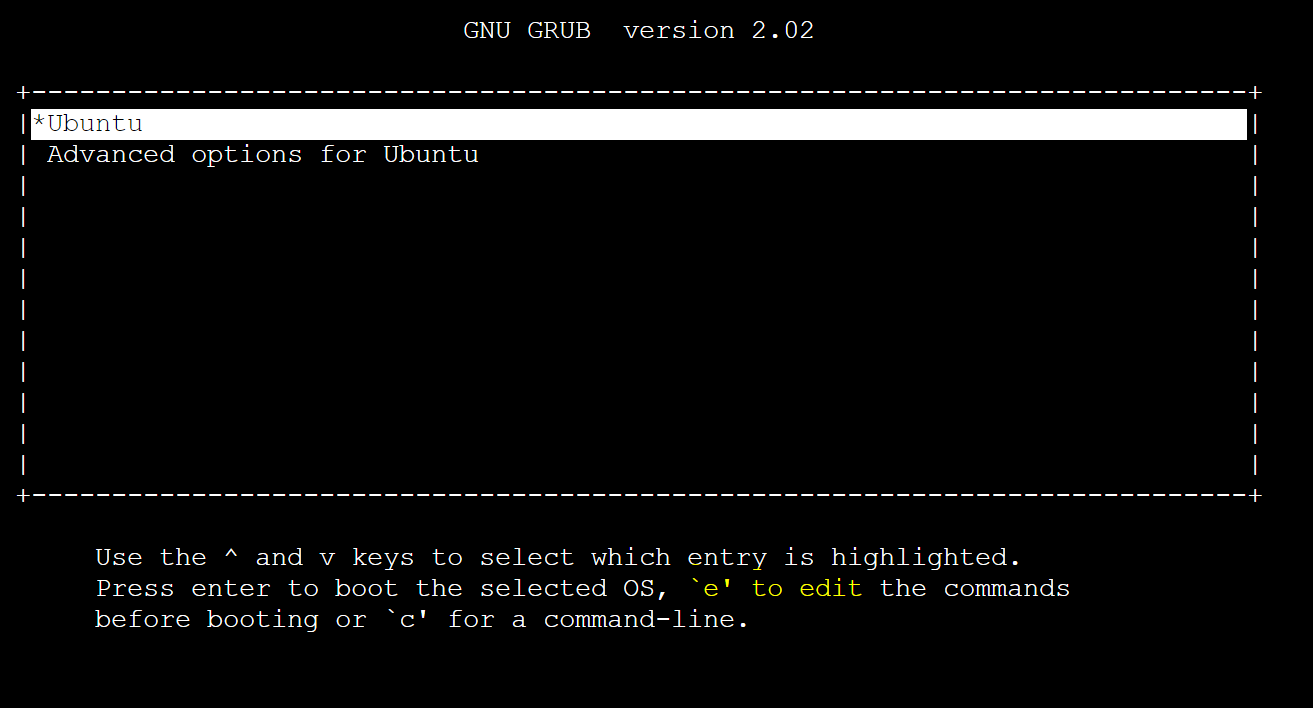 GNU GRUB  version 2.02
*Ubuntu
Advanced options for Ubuntu
Use the ^ and v keys to select which entry is highlighted.
Press enter to boot the selected OS, `e' to edit the commands
before booting or `c' for a command-line.